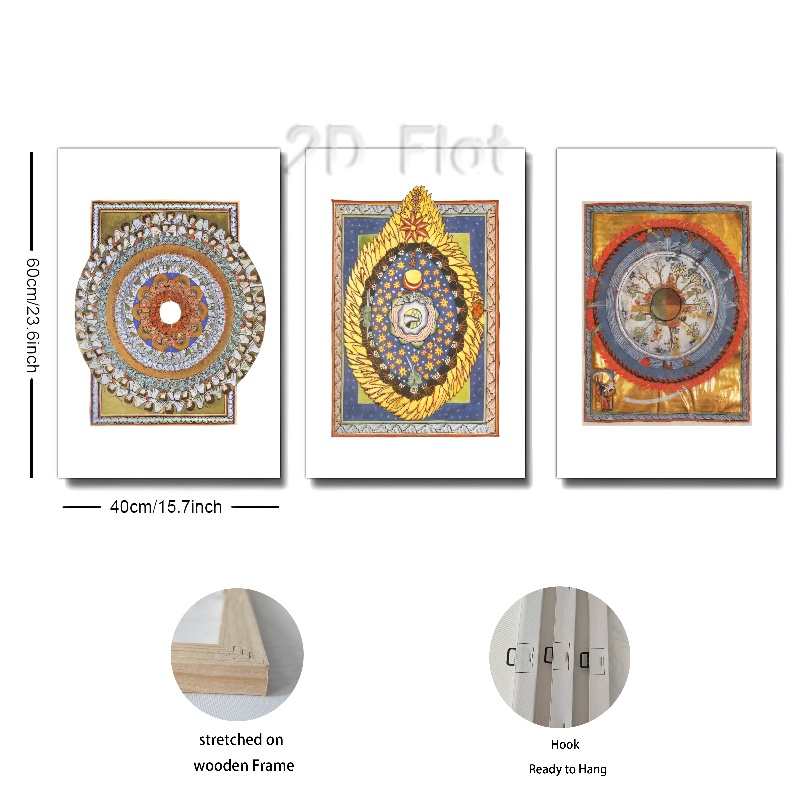 2D Flat
60cm/23.6inch
40cm/15.7inch
stretched on
wooden Frame
Hook
Ready to Hang